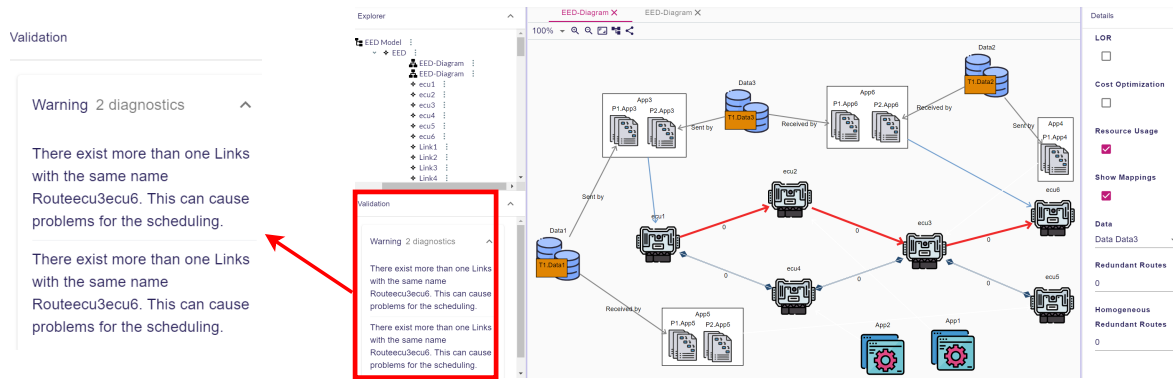 Validation
Warning 2 diagnostics
There exist more than one Links
with the same name
Routeecu3ecu6. This can cause
problems for the scheduling.
There exist more than one Links
with the same name
Routeecu3ecu6. This can cause
problems for the scheduling.
Explorer
EED Model
EED
EED-Diagram
EED-Diagram
ecu1
ecu2
ecu3
ecu4
ecu5
ecu6
Link1
Link2
Link3
Link4
Validation
Warning 2 diagnostics
There exist more than one Links
with the same name
Routeecu3ecu6. This can cause
problems for the scheduling.
There exist more than one Links
with the same name
Routeecu3ecu6. This can cause
problems for the scheduling.
EED-Diagram
EED-Diagram
100%
Data2
T1.Data2
Data3
T1.Data3
App3
P1.App3 P2.App3
App6
P1.App6 P2.App6
App4
P1.App4
Sent by
Received by
Received by
Sent by
Sent by
ecu2
ecu6
ecu1
ecu3
Data1
T1.Data1
0
0
0
0
0
0
ecu4
ecu5
Received by
App5
P1.App5 P2.App5
App2
App1
Details
LOR
Cost Optimization
Resource Usage
Show Mappings
Data
Data Data3
Redundant Routes
0
Homogeneous
Redundant Routes
0